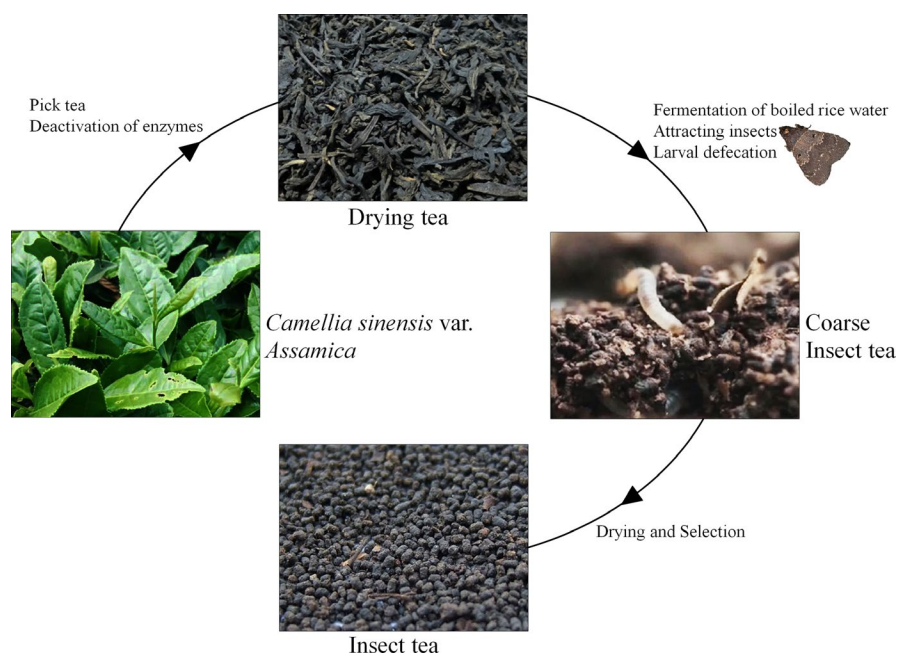 Pick tea
Deactivation of enzymes
Drying tea
Fermentation of boiled rice water
Attracting insects
Larval defecation
Camellia sinensis var.
Assamica
Coarse
Insect tea
Drying and Selection
Insect tea